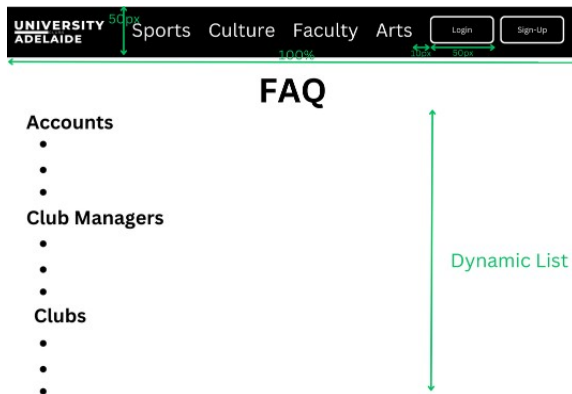 UNIVERSITY
ADELAIDE
50px
Sports Culture Faculty Arts
Login
Sign-Up
100%
10px
50px
FAQ
Accounts
Club Managers
Clubs
Dynamic List